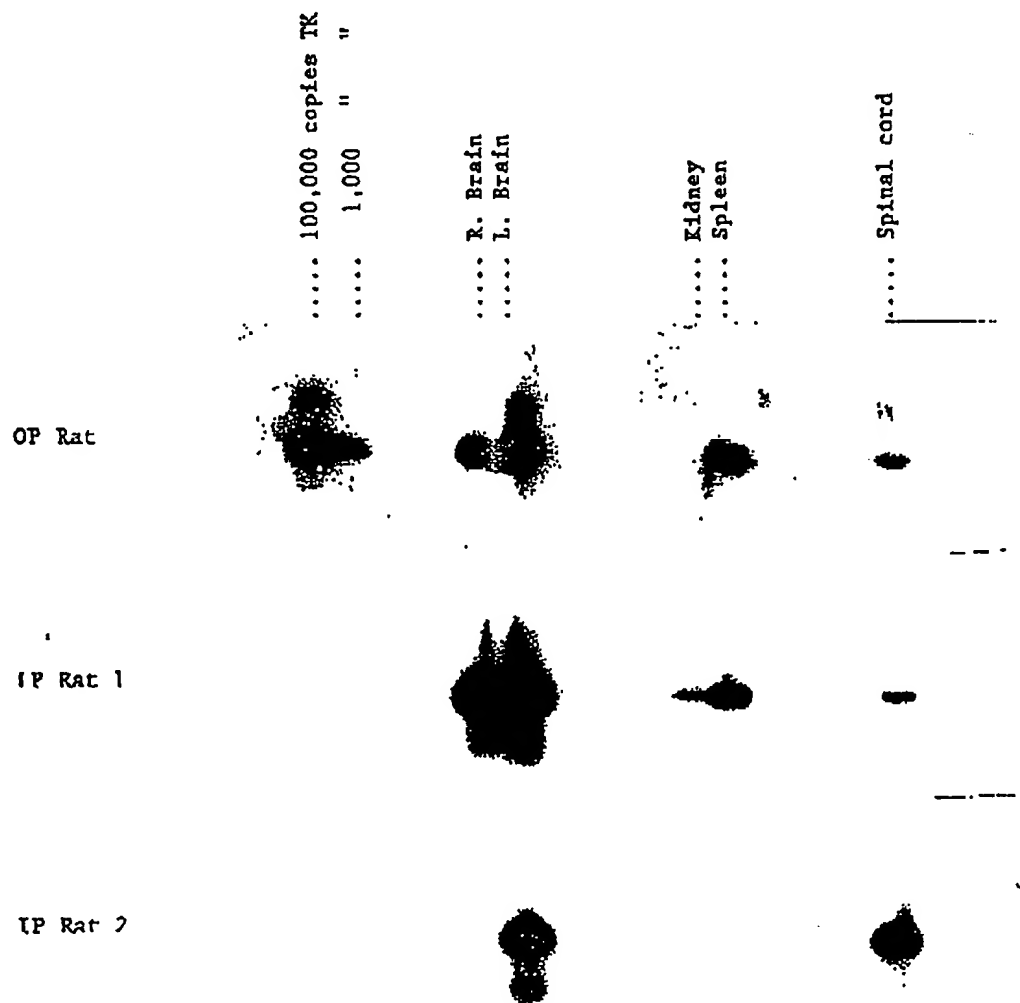 ..... 100,000 copies TK
..... 1,000 " "
..... R. Brain
..... L. Brain
..... Kidney
..... Spleen
..... Spinal cord
OP Rat
IP Rat 1
IP Rat 2